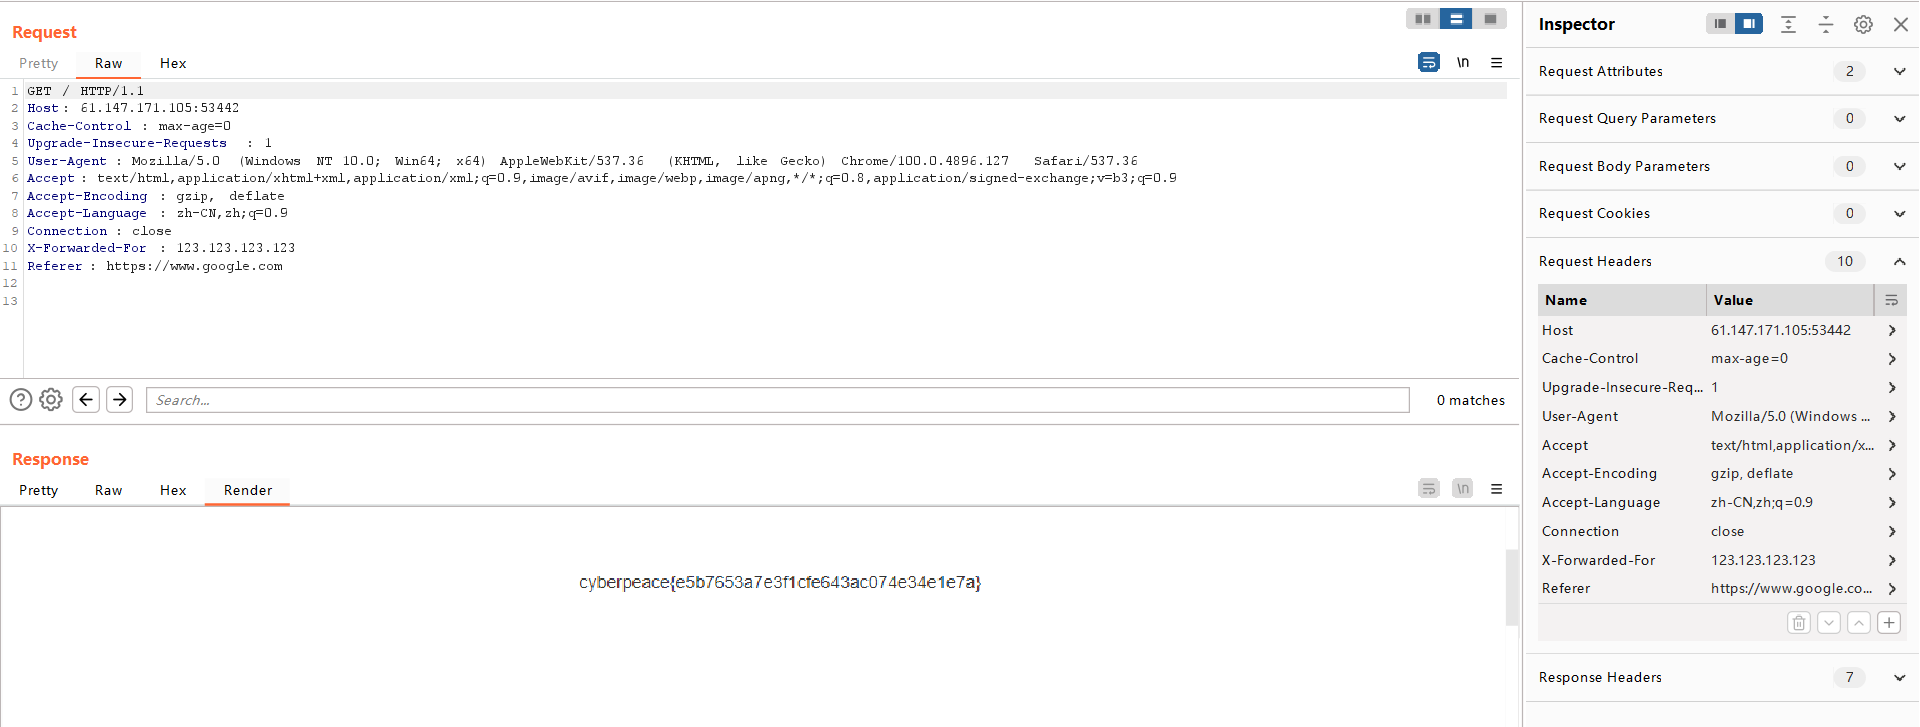 Request
Pretty Raw Hex
\n
1 GET / HTTP/1.1
2 Host: 61.147.171.105:53442
3 Cache-Control : max-age=0
4 Upgrade-Insecure-Requests : 1
5 User-Agent : Mozilla/5.0 (Windows NT 10.0; Win64; x64) AppleWebKit/537.36 (KHTML, like Gecko) Chrome/100.0.4896.127 Safari/537.36
6 Accept : text/html,application/xhtml+xml,application/xml;q=0.9,image/avif,image/webp,image/apng,*/*;q=0.8,application/signed-exchange;v=b3;q=0.9
7 Accept-Encoding : gzip, deflate
8 Accept-Language : zh-CN,zh;q=0.9
9 Connection : close
10 X-Forwarded-For : 123.123.123.123
11 Referer : https://www.google.com
12
13
Search...
0 matches
Response
Pretty Raw Hex Render
\n
cyberpeace{e5b7653a7e3f1cfe643ac074e34e1e7a}
Inspector
Request Attributes 2
Request Query Parameters 0
Request Body Parameters 0
Request Cookies 0
Request Headers 10
Name Value
Host 61.147.171.105:53442
Cache-Control max-age=0
Upgrade-Insecure-Req... 1
User-Agent Mozilla/5.0 (Windows ...
Accept text/html,application/x...
Accept-Encoding gzip, deflate
Accept-Language zh-CN,zh;q=0.9
Connection close
X-Forwarded-For 123.123.123.123
Referer https://www.google.co...
Response Headers 7